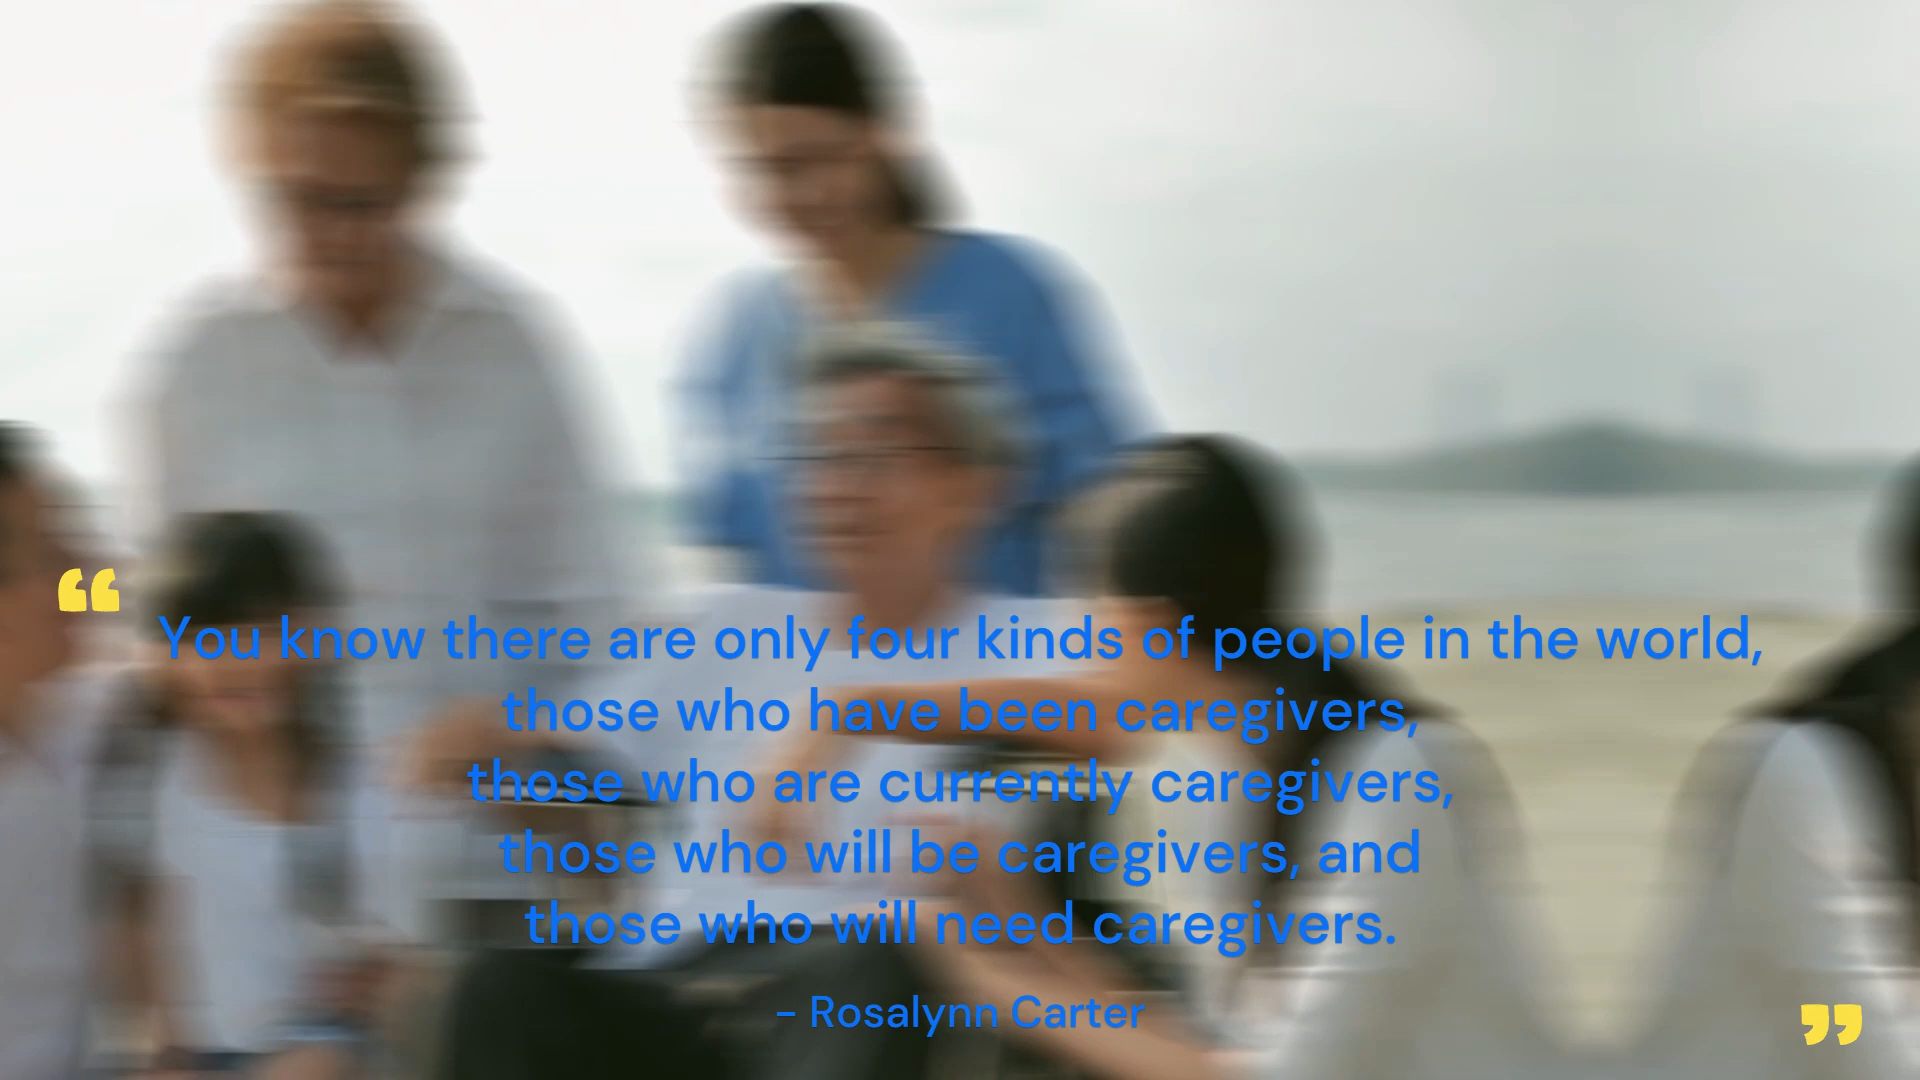 “
You know there are only four kinds of people in the world,
those who have been caregivers,
those who are currently caregivers,
those who will be caregivers, and
those who will need caregivers.
– Rosalynn Carter
”